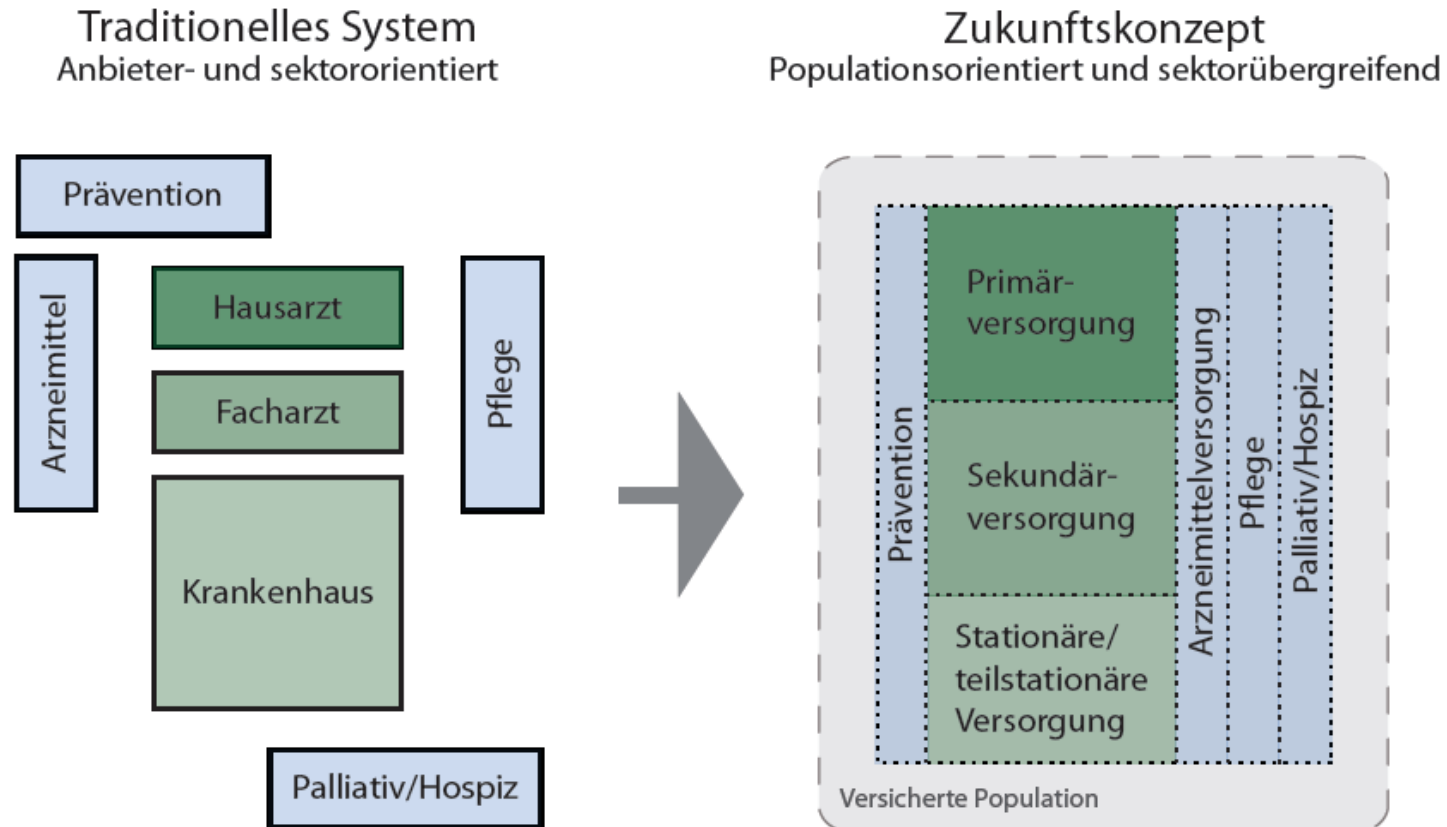 Traditionelles System
Anbieter- und sektororientiert
Prävention
Arzneimittel
Hausarzt
Facharzt
Krankenhaus
Pflege
Palliativ/Hospiz
Zukunftskonzept
Populationsorientiert und sektorübergreifend
Prävention
Primär-
versorgung
Sekundär-
versorgung
Stationäre/
teilstationäre
Versorgung
Arzneimittelversorgung
Pflege
Palliativ/Hospiz
Versicherte Population